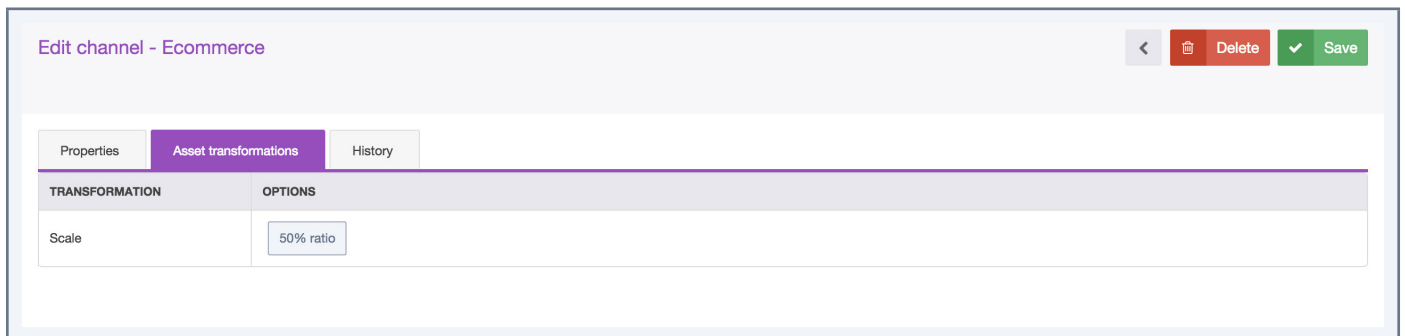 Edit channel - Ecommerce
Delete
Save
Properties
Asset transformations
History
TRANSFORMATION
OPTIONS
Scale
50% ratio